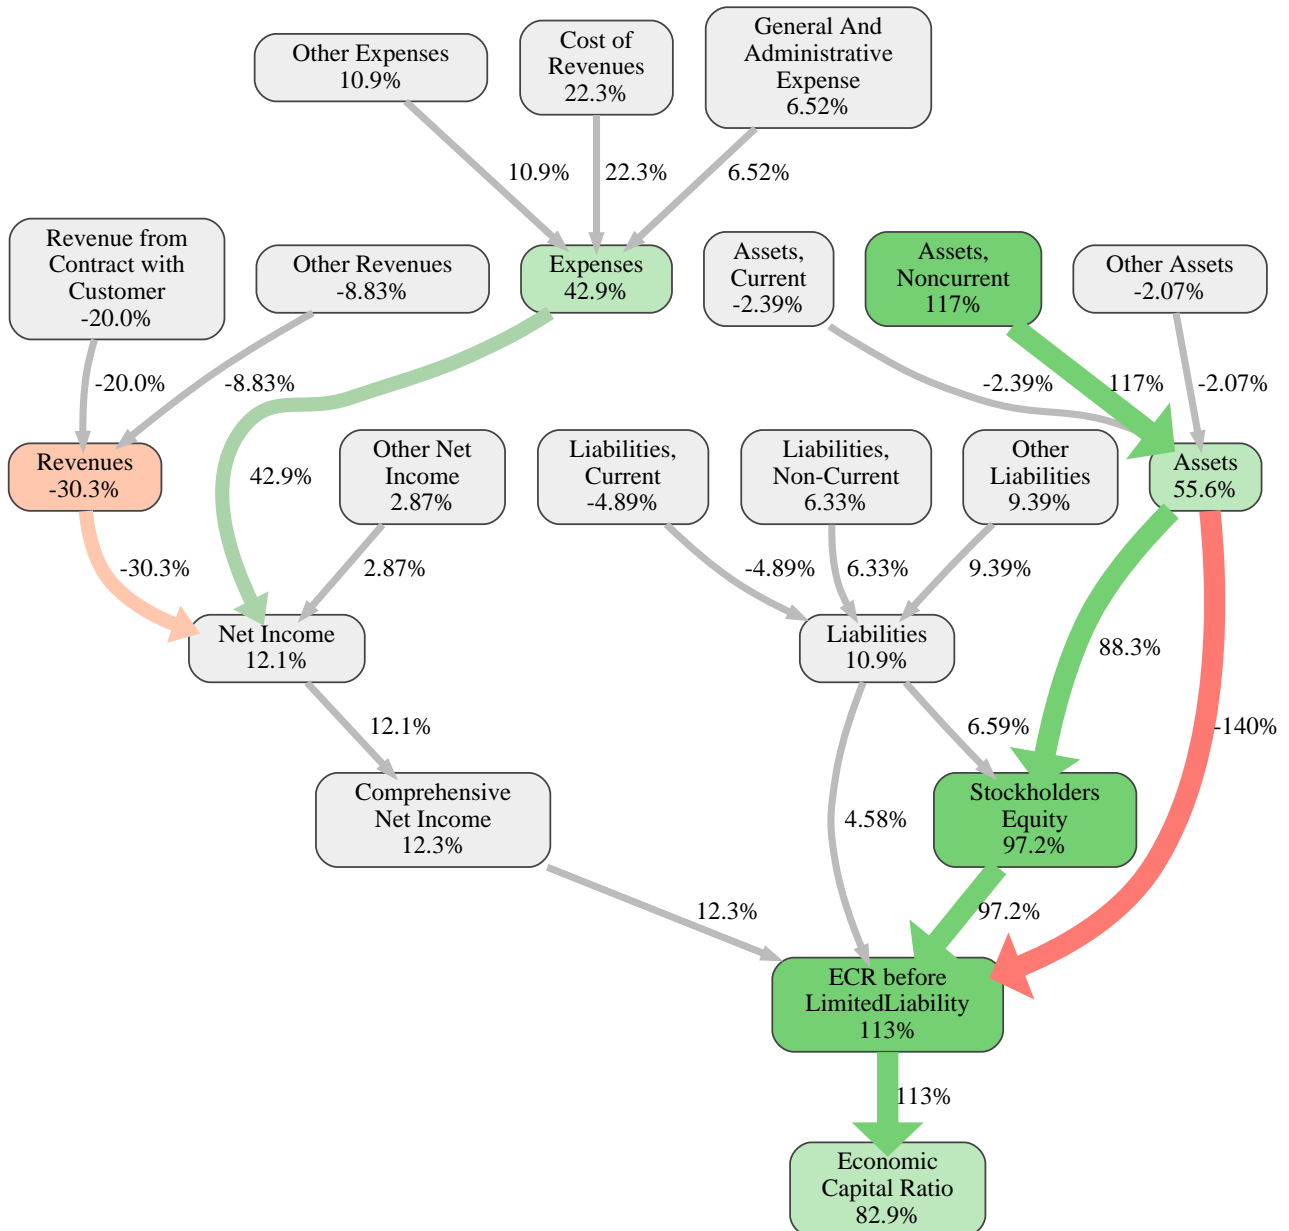 Other Expenses
10.9%
Cost of
Revenues
22.3%
General And
Administrative
Expense
6.52%
10.9%
22.3%
6.52%
Revenue from
Contract with
Customer
-20.0%
Other Revenues
-8.83%
Expenses
42.9%
Assets,
Current
-2.39%
Assets,
Noncurrent
117%
Other Assets
-2.07%
-20.0%
-8.83%
-2.39%
117%
-2.07%
Revenues
-30.3%
42.9%
Other Net
Income
2.87%
Liabilities,
Current
-4.89%
Liabilities,
Non-Current
6.33%
Other
Liabilities
9.39%
Assets
55.6%
-30.3%
2.87%
-4.89%
6.33%
9.39%
Net Income
12.1%
Liabilities
10.9%
88.3%
12.1%
6.59%
-140%
Comprehensive
Net Income
12.3%
4.58%
Stockholders
Equity
97.2%
12.3%
97.2%
ECR before
LimitedLiability
113%
113%
Economic
Capital Ratio
82.9%